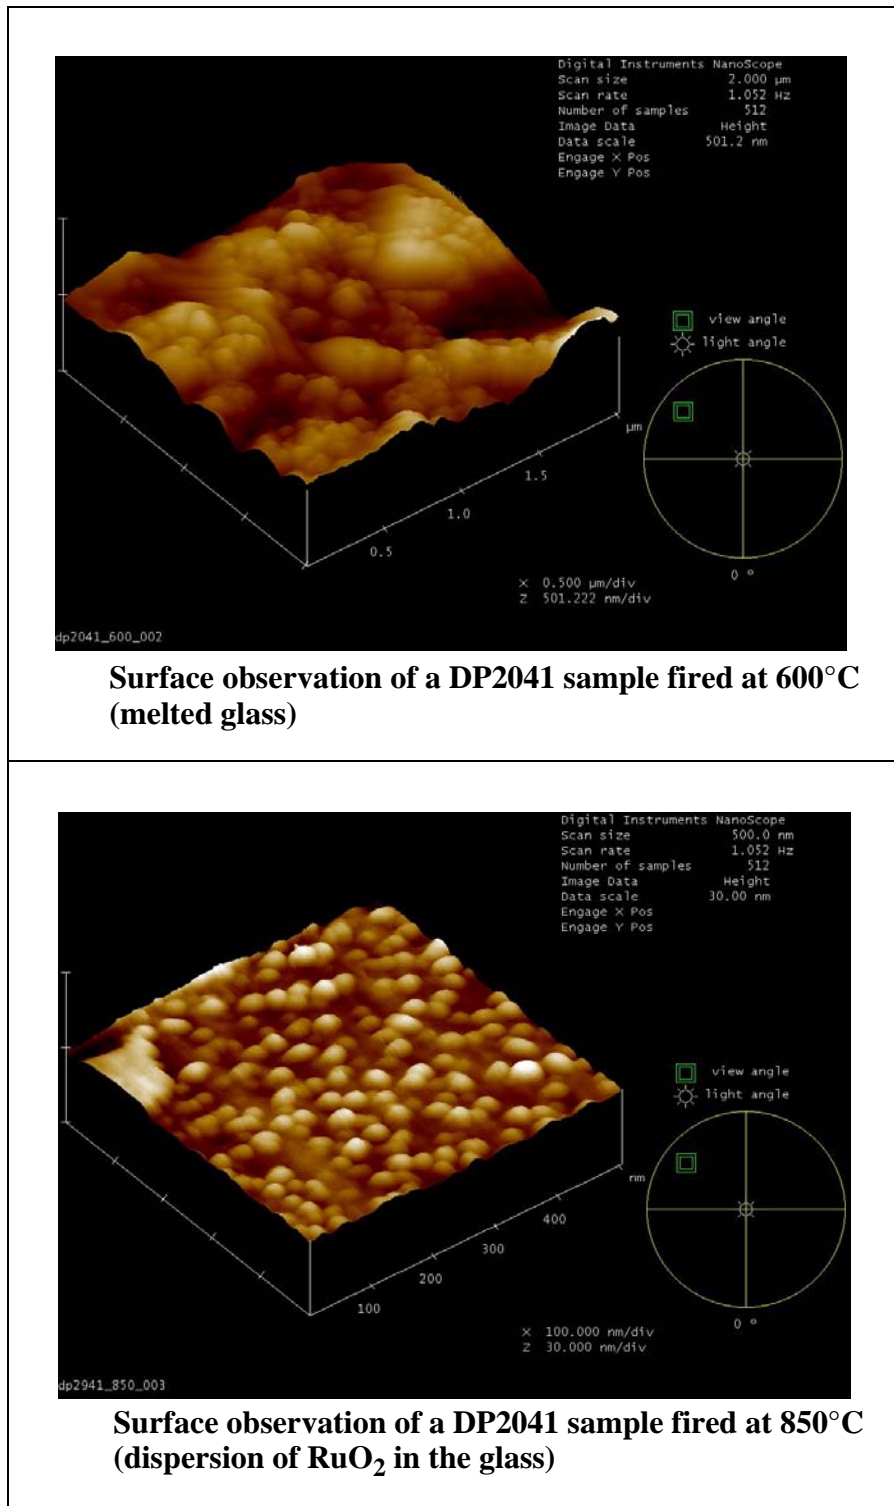 Digital Instruments NanoScope
Scan size 2.000 µm
Scan rate 1.052 Hz
Number of samples 512
Image Data Height
Data scale 501.2 nm
Engage X Pos
Engage Y Pos
view angle
light angle
µm
1.5
1.0
0.5
X 0.500 µm/div
Z 501.222 nm/div
0 °
dp2041_600_002
Surface observation of a DP2041 sample fired at 600°C
(melted glass)
Digital Instruments NanoScope
Scan size 500.0 nm
Scan rate 1.052 Hz
Number of samples 512
Image Data Height
Data scale 30.00 nm
Engage X Pos
Engage Y Pos
view angle
light angle
nm
400
300
200
100
X 100.000 nm/div
Z 30.000 nm/div
0 °
dp2941_850_003
Surface observation of a DP2041 sample fired at 850°C
(dispersion of RuO₂ in the glass)